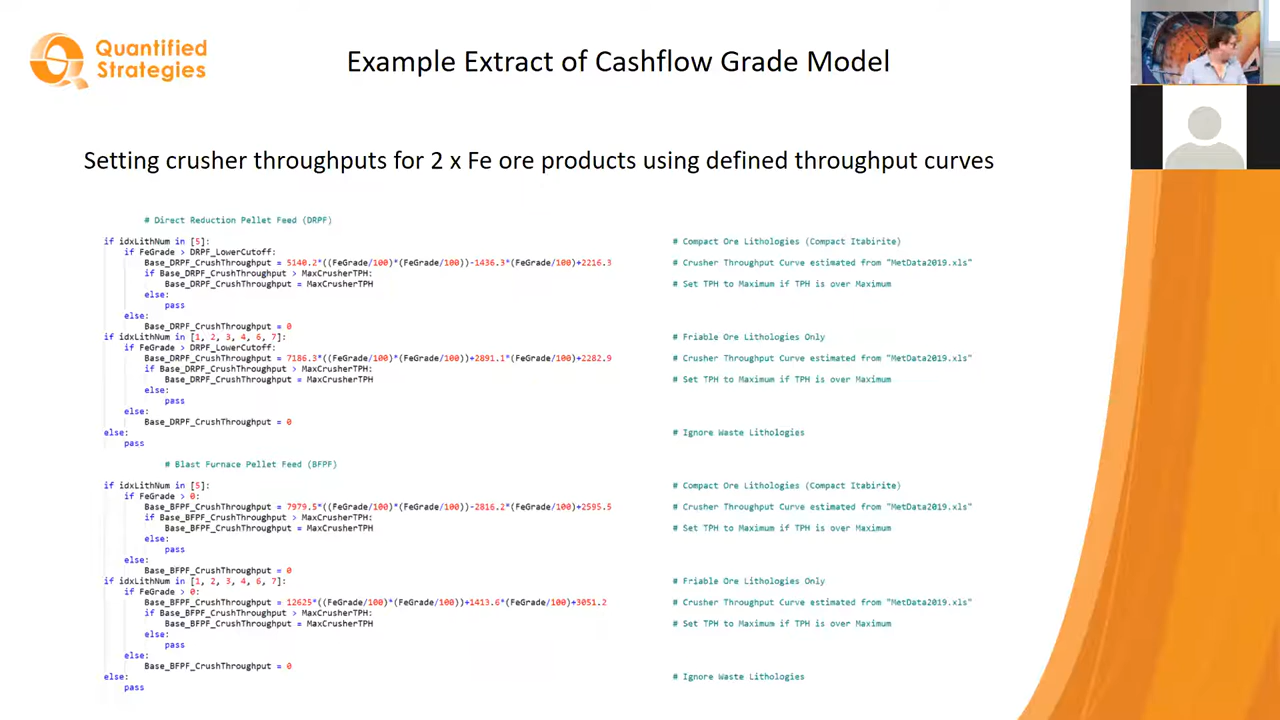 Quantified
Strategies
Example Extract of Cashflow Grade Model
Setting crusher throughputs for 2 x Fe ore products using defined throughput curves
# Direct Reduction Pellet Feed (DRPF)
if idxLithNum in [5]: # Compact Ore Lithologies (Compact Itabirite)
if FeGrade > DRPF_LowerCutoff:
Base_DRPF_CrushThroughput = 5140.2*((FeGrade/100)*(FeGrade/100))-1436.3*(FeGrade/100)+2216.3 # Crusher Throughput Curve estimated from "MetData2019.xls"
if Base_DRPF_CrushThroughput > MaxCrusherTPH:
Base_DRPF_CrushThroughput = MaxCrusherTPH # Set TPH to Maximum if TPH is over Maximum
else:
pass
else:
Base_DRPF_CrushThroughput = 0
if idxLithNum in [1, 2, 3, 4, 6, 7]: # Friable Ore Lithologies Only
if FeGrade > DRPF_LowerCutoff:
Base_DRPF_CrushThroughput = 7186.3*((FeGrade/100)*(FeGrade/100))+2891.1*(FeGrade/100)+2282.9 # Crusher Throughput Curve estimated from "MetData2019.xls"
if Base_DRPF_CrushThroughput > MaxCrusherTPH:
Base_DRPF_CrushThroughput = MaxCrusherTPH # Set TPH to Maximum if TPH is over Maximum
else:
pass
else:
Base_DRPF_CrushThroughput = 0
else: # Ignore Waste Lithologies
pass
# Blast Furnace Pellet Feed (BFPF)
if idxLithNum in [5]: # Compact Ore Lithologies (Compact Itabirite)
if FeGrade > 0:
Base_BFPF_CrushThroughput = 7979.5*((FeGrade/100)*(FeGrade/100))-2816.2*(FeGrade/100)+2595.5 # Crusher Throughput Curve estimated from "MetData2019.xls"
if Base_BFPF_CrushThroughput > MaxCrusherTPH:
Base_BFPF_CrushThroughput = MaxCrusherTPH # Set TPH to Maximum if TPH is over Maximum
else:
pass
else:
Base_BFPF_CrushThroughput = 0
if idxLithNum in [1, 2, 3, 4, 6, 7]: # Friable Ore Lithologies Only
if FeGrade > 0:
Base_BFPF_CrushThroughput = 12625*((FeGrade/100)*(FeGrade/100))+1413.6*(FeGrade/100)+3051.2 # Crusher Throughput Curve estimated from "MetData2019.xls"
if Base_BFPF_CrushThroughput > MaxCrusherTPH:
Base_BFPF_CrushThroughput = MaxCrusherTPH # Set TPH to Maximum if TPH is over Maximum
else:
pass
else:
Base_BFPF_CrushThroughput = 0
else: # Ignore Waste Lithologies
pass